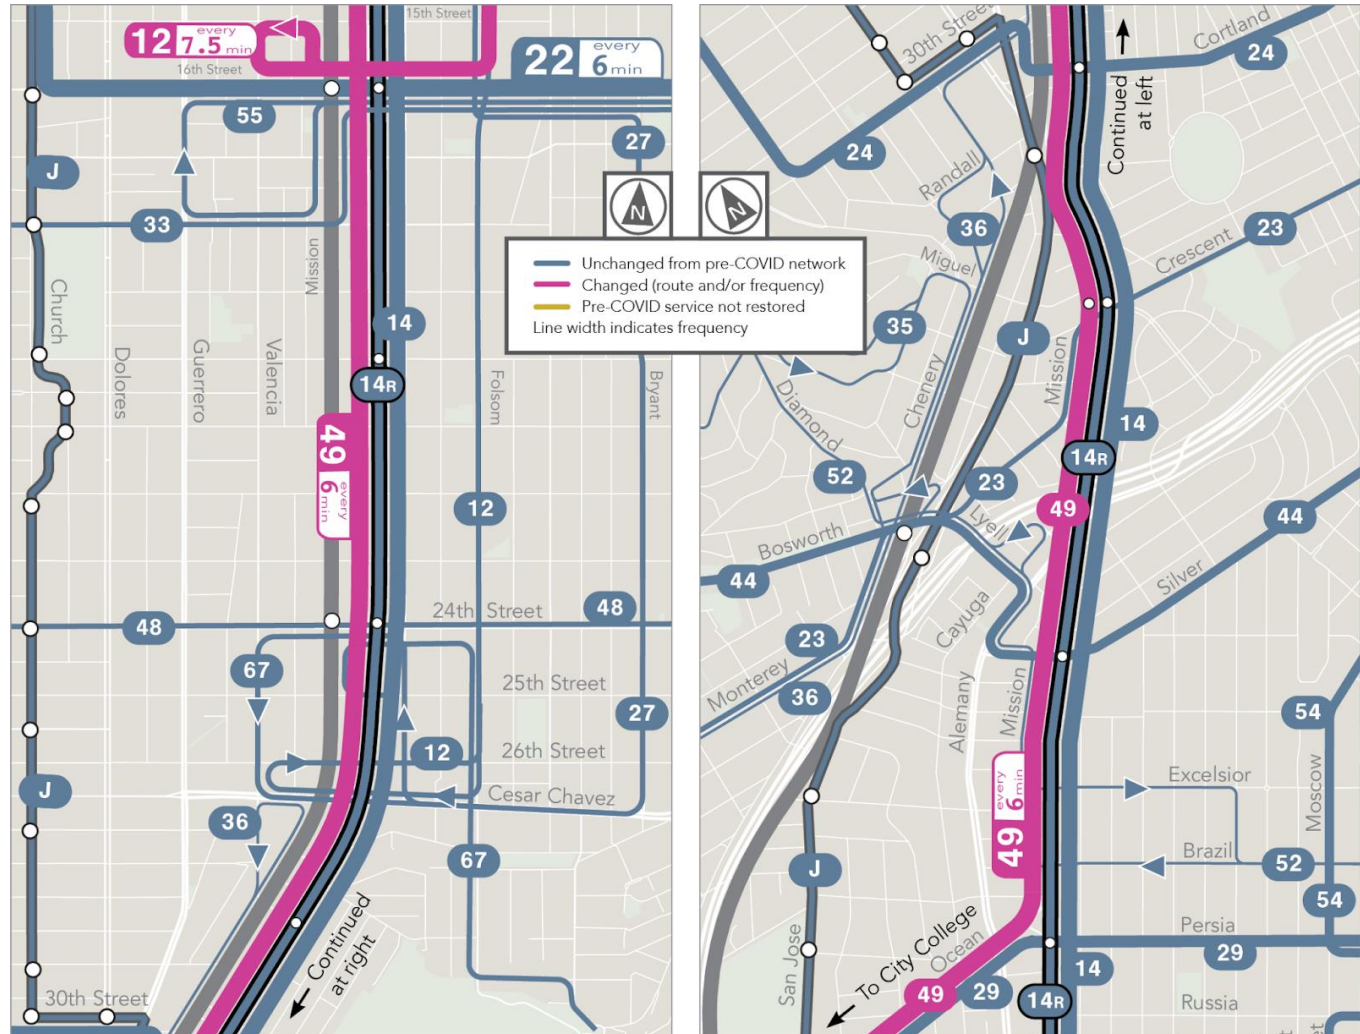 15th Street
12 every 7.5 min
16th Street
22 every 6 min
55
27
J
33
Mission
Church
Dolores
Guerrero
Valencia
14
14R
Folsom
Bryant
49 every 6 min
12
24th Street
48
48
67
25th Street
27
26th Street
12
Cesar Chavez
J
36
67
Continued
at right
30th Street
N
N
Unchanged from pre-COVID network
Changed (route and/or frequency)
Pre-COVID service not restored
Line width indicates frequency
30th Street
Cortland
24
Continued
at left
24
Randall
36
23
Miguel
Crescent
35
J
Mission
Chenery
Diamond
14
14R
52
23
49
Lyell
44
Bosworth
44
Silver
Cayuga
23
Monterey
36
Alemany
Mission
54
Excelsior
Moscow
49 every 6 min
Brazil
52
J
54
Persia
To City College
Ocean
29
San Jose
14
49
29
14R
Russia